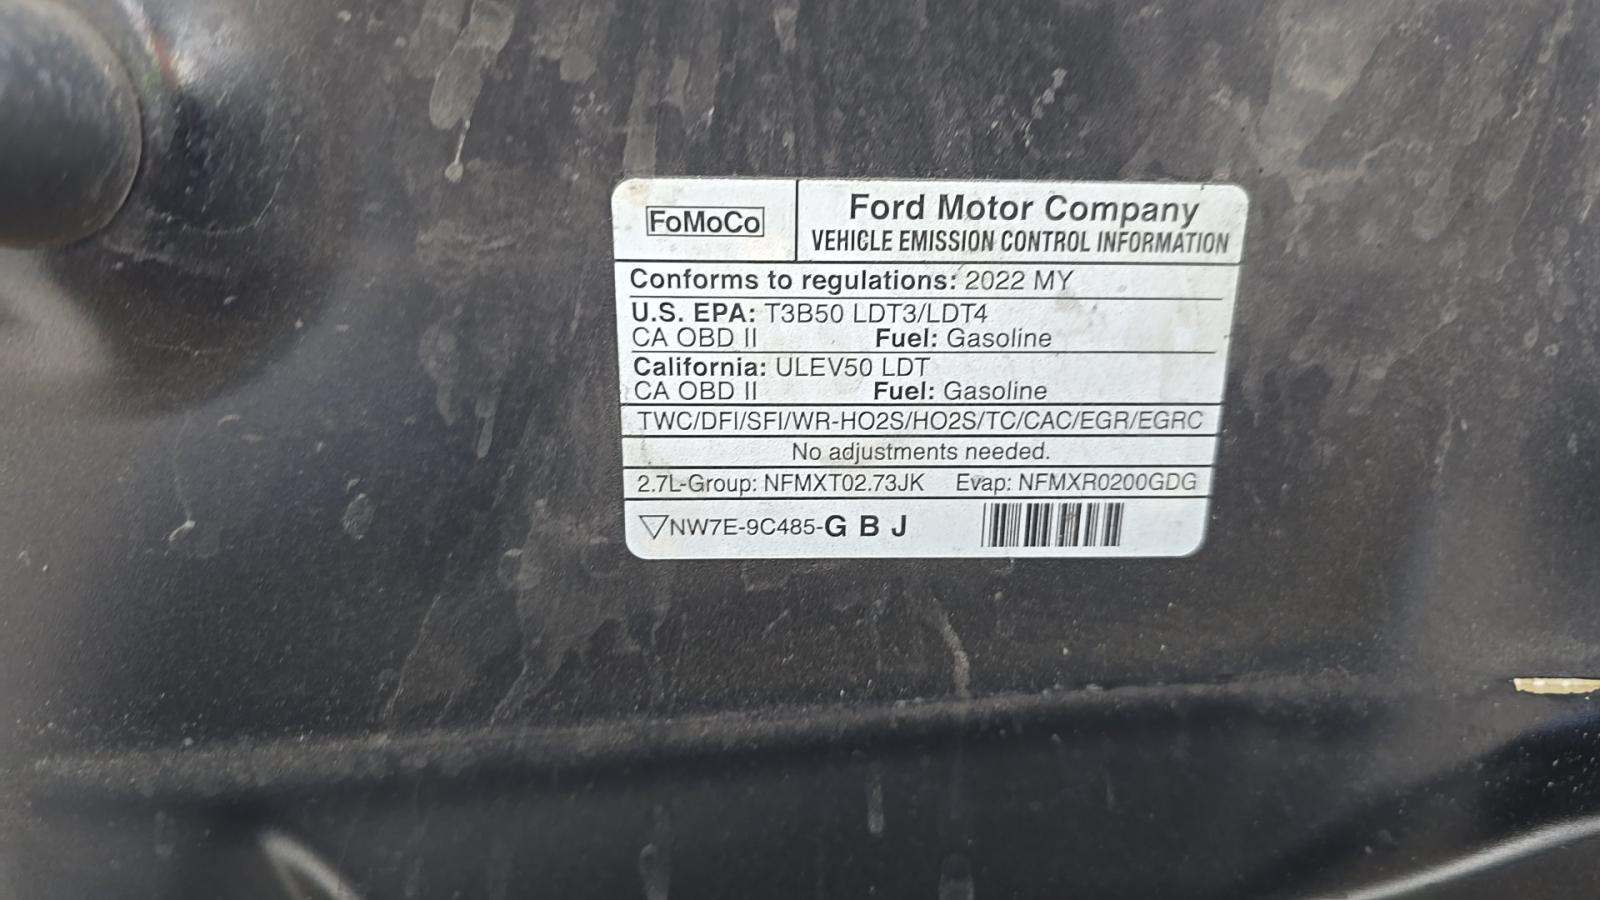 FoMoCo
Ford Motor Company
VEHICLE EMISSION CONTROL INFORMATION
Conforms to regulations: 2022 MY
U.S. EPA: T3B50 LDT3/LDT4
CA OBD II Fuel: Gasoline
California: ULEV50 LDT
CA OBD II Fuel: Gasoline
TWC/DFI/SFI/WR-HO2S/HO2S/TC/CAC/EGR/EGRC
No adjustments needed.
2.7L-Group: NFMXT02.73JK Evap: NFMXR0200GDG
NW7E-9C485-G B J